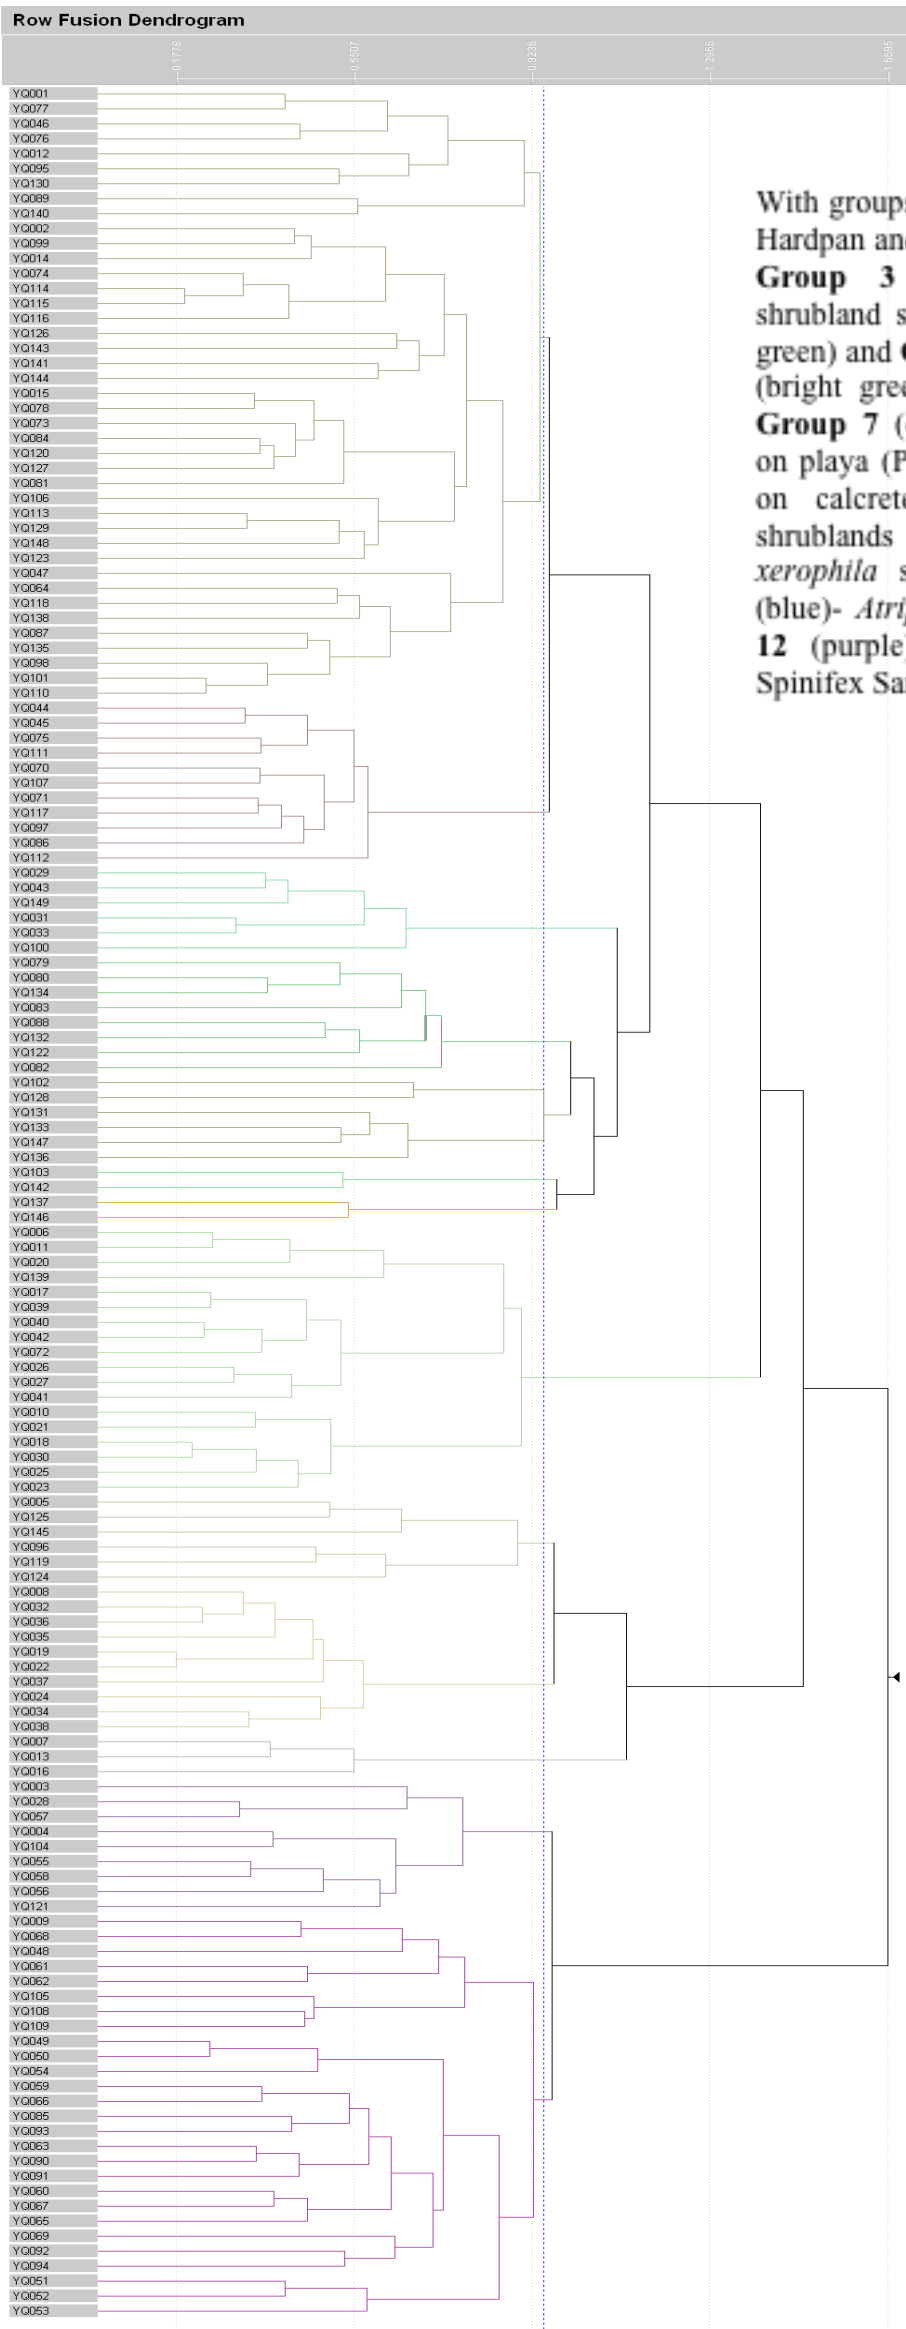 Row Fusion Dendrogram
0.1778
0.5507
0.9236
1.2966
1.6695
YQ001
YQ077
YQ046
YQ076
YQ012
YQ095
YQ130
YQ089
YQ140
YQ002
YQ099
YQ014
YQ074
YQ114
YQ115
YQ116
YQ126
YQ143
YQ141
YQ144
YQ015
YQ078
YQ073
YQ084
YQ120
YQ127
YQ081
YQ106
YQ113
YQ129
YQ148
YQ123
YQ047
YQ064
YQ118
YQ138
YQ087
YQ135
YQ098
YQ101
YQ110
YQ044
YQ045
YQ075
YQ111
YQ070
YQ107
YQ071
YQ117
YQ097
YQ086
YQ112
YQ029
YQ043
YQ149
YQ031
YQ033
YQ100
YQ079
YQ080
YQ134
YQ083
YQ088
YQ132
YQ122
YQ082
YQ102
YQ128
YQ131
YQ133
YQ147
YQ136
YQ103
YQ142
YQ137
YQ146
YQ006
YQ011
YQ020
YQ139
YQ017
YQ039
YQ040
YQ042
YQ072
YQ026
YQ027
YQ041
YQ010
YQ021
YQ018
YQ030
YQ025
YQ023
YQ005
YQ125
YQ145
YQ096
YQ119
YQ124
YQ008
YQ032
YQ036
YQ035
YQ019
YQ022
YQ037
YQ024
YQ034
YQ038
YQ007
YQ013
YQ016
YQ003
YQ028
YQ057
YQ004
YQ104
YQ055
YQ058
YQ056
YQ121
YQ009
YQ068
YQ048
YQ061
YQ062
YQ105
YQ108
YQ109
YQ049
YQ050
YQ054
YQ059
YQ066
YQ085
YQ093
YQ063
YQ090
YQ091
YQ060
YQ067
YQ065
YQ069
YQ092
YQ094
YQ051
YQ052
YQ053
With groups
Hardpan and
Group 3
shrubland s
green) and
(bright gree
Group 7 (
on playa (P
on calcrete
shrublands
xerophila s
(blue)- Atrip
12 (purple)
Spinifex Sa